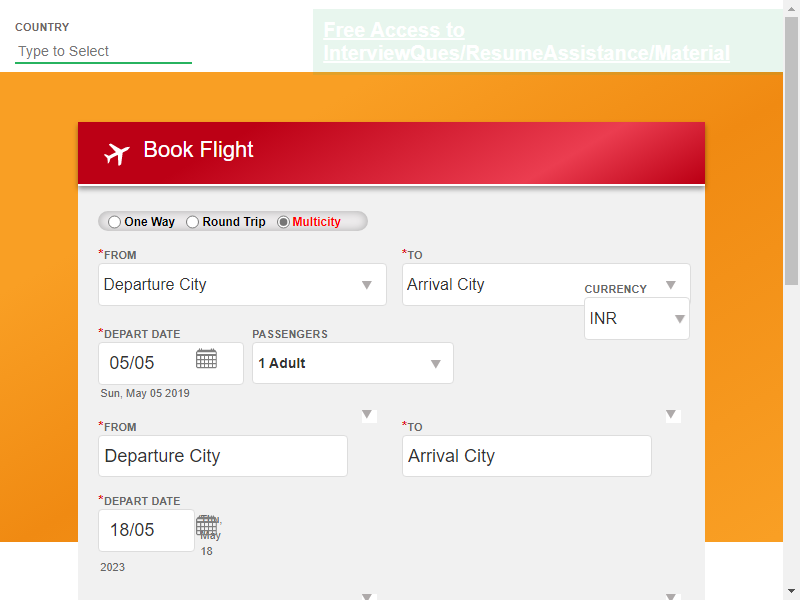 COUNTRY
Type to Select
Free Access to
InterviewQues/ResumeAssistance/Material
Book Flight
One Way Round Trip Multicity
*FROM *TO
Departure City Arrival City
CURRENCY
INR
*DEPART DATE PASSENGERS
05/05 1 Adult
Sun, May 05 2019
*FROM *TO
Departure City Arrival City
*DEPART DATE
18/05 Thu,
May
18
2023